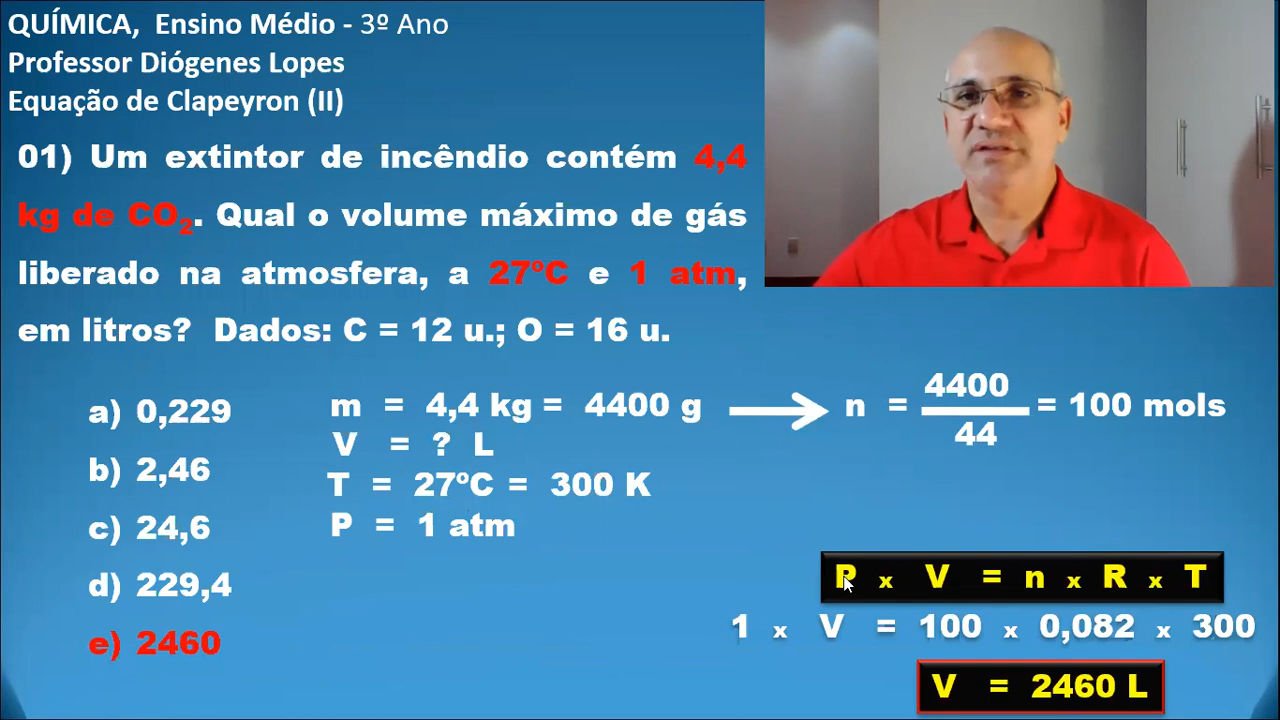 QUÍMICA, Ensino Médio - 3º Ano
Professor Diógenes Lopes
Equação de Clapeyron (II)
01) Um extintor de incêndio contém 4,4
kg de CO₂. Qual o volume máximo de gás
liberado na atmosfera, a 27ºC e 1 atm,
em litros? Dados: C = 12 u.; O = 16 u.
a) 0,229
b) 2,46
c) 24,6
d) 229,4
e) 2460
m = 4,4 kg = 4400 g
V = ? L
T = 27ºC = 300 K
P = 1 atm
n = 4400 = 100 mols
44
P x V = n x R x T
1 x V = 100 x 0,082 x 300
V = 2460 L